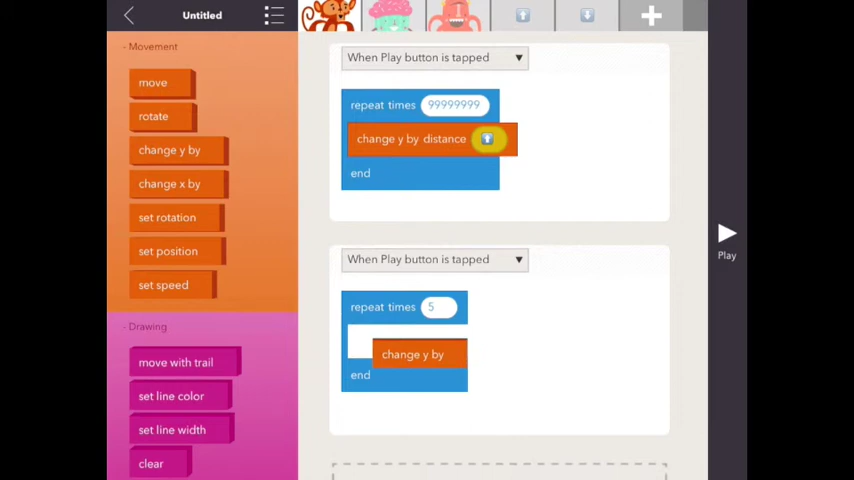 Untitled
- Movement
move
rotate
change y by
change x by
set rotation
set position
set speed
- Drawing
move with trail
set line color
set line width
clear
When Play button is tapped
repeat times 99999999
change y by distance
end
When Play button is tapped
repeat times 5
change y by
end
Play